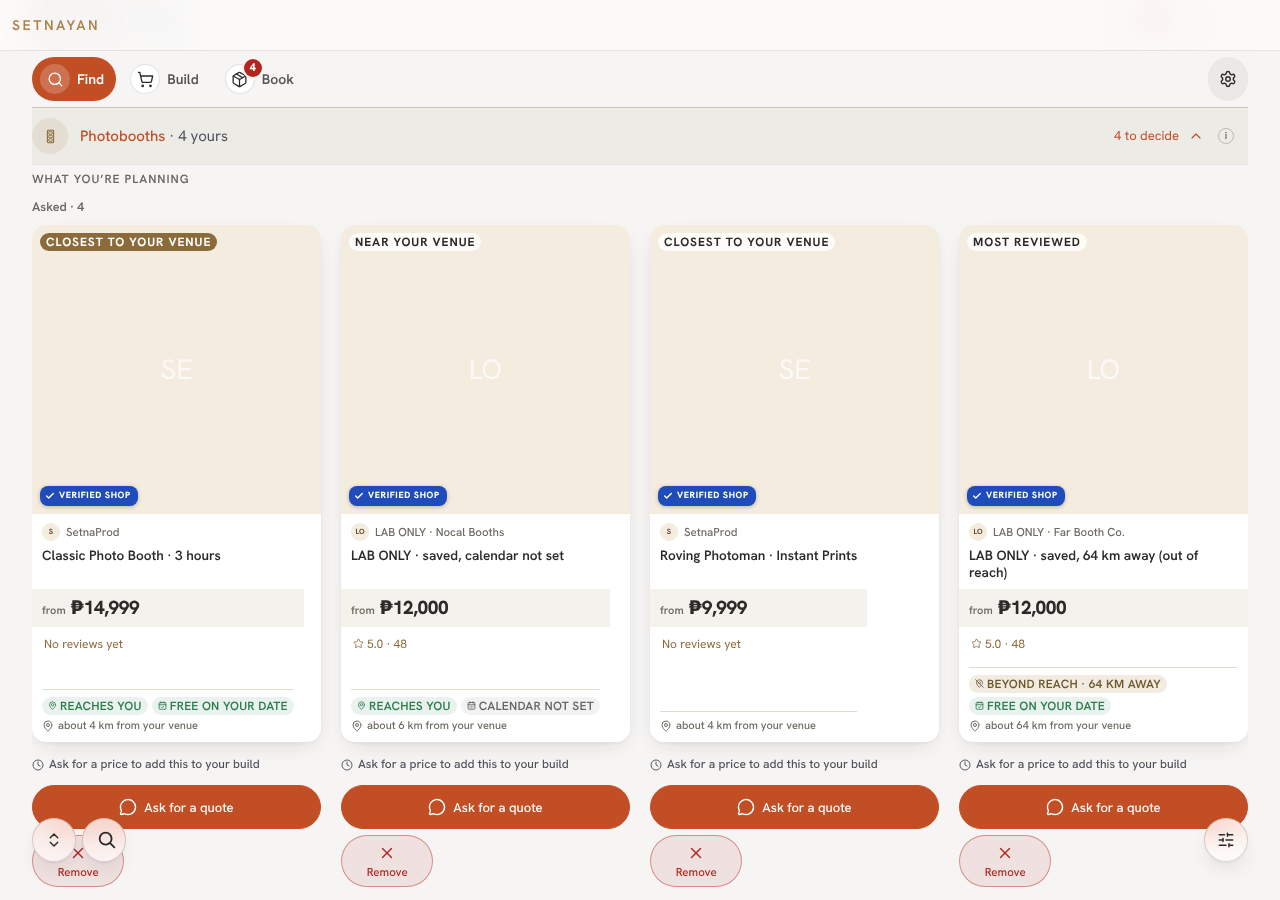 SETNAYAN
Find
Build
4
Book
Photobooths · 4 yours
4 to decide
i
WHAT YOU'RE PLANNING
Asked · 4
CLOSEST TO YOUR VENUE
SE
VERIFIED SHOP
S SetnaProd
Classic Photo Booth · 3 hours
from ₱14,999
No reviews yet
REACHES YOU FREE ON YOUR DATE
about 4 km from your venue
Ask for a price to add this to your build
Ask for a quote
Remove
NEAR YOUR VENUE
LO
VERIFIED SHOP
LO LAB ONLY · Nocal Booths
LAB ONLY · saved, calendar not set
from ₱12,000
5.0 · 48
REACHES YOU CALENDAR NOT SET
about 6 km from your venue
Ask for a price to add this to your build
Ask for a quote
Remove
CLOSEST TO YOUR VENUE
SE
VERIFIED SHOP
S SetnaProd
Roving Photoman · Instant Prints
from ₱9,999
No reviews yet
about 4 km from your venue
Ask for a price to add this to your build
Ask for a quote
Remove
MOST REVIEWED
LO
VERIFIED SHOP
LO LAB ONLY · Far Booth Co.
LAB ONLY · saved, 64 km away (out of
reach)
from ₱12,000
5.0 · 48
BEYOND REACH · 64 KM AWAY
FREE ON YOUR DATE
about 64 km from your venue
Ask for a price to add this to your build
Ask for a quote
Remove